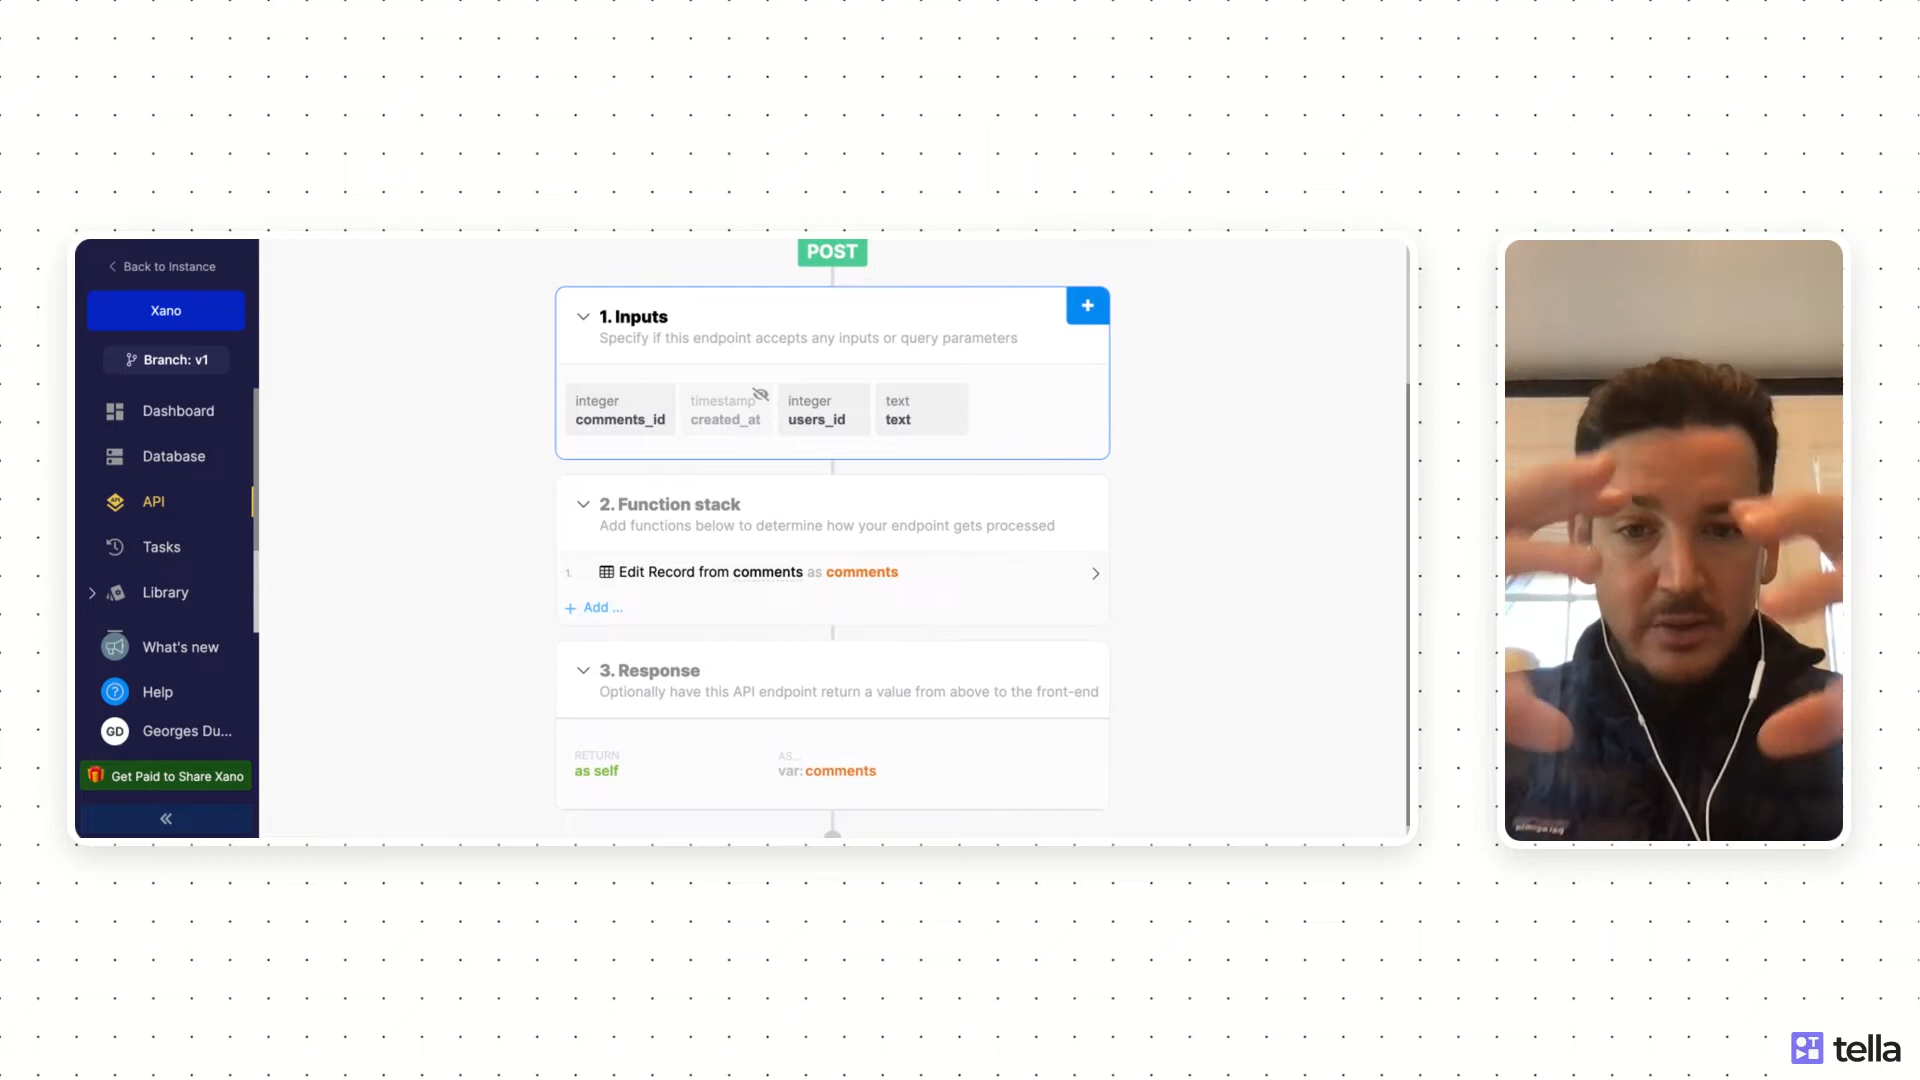 Back to Instance
Xano
Branch: v1
Dashboard
Database
API
Tasks
Library
What's new
Help
GD Georges Du...
Get Paid to Share Xano
POST
1. Inputs
Specify if this endpoint accepts any inputs or query parameters
integer
comments_id
timestamp
created_at
integer
users_id
text
text
2. Function stack
Add functions below to determine how your endpoint gets processed
1. Edit Record from comments as comments
+ Add ...
3. Response
Optionally have this API endpoint return a value from above to the front-end
RETURN
as self
AS...
var: comments
tella